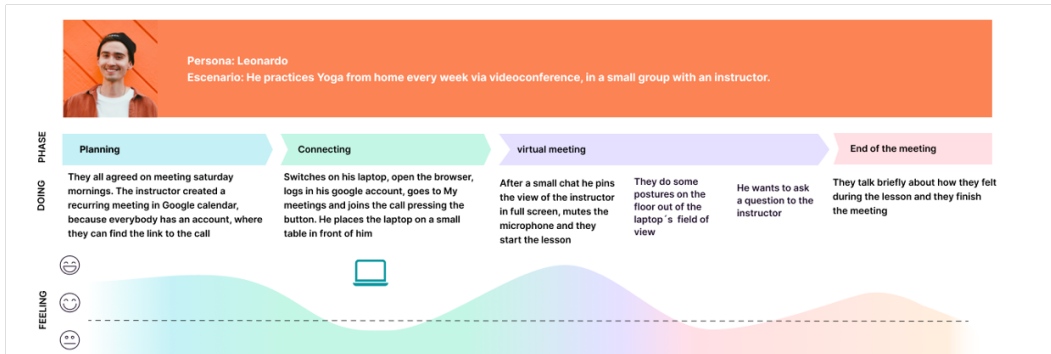 Persona: Leonardo
Escenario: He practices Yoga from home every week via videoconference, in a small group with an instructor.
PHASE
Planning
Connecting
virtual meeting
End of the meeting
DOING
They all agreed on meeting saturday
mornings. The instructor created a
recurring meeting in Google calendar,
because everybody has an account, where
they can find the link to the call
Switches on his laptop, open the browser,
logs in his google account, goes to My
meetings and joins the call pressing the
button. He places the laptop on a small
table in front of him
After a small chat he pins
the view of the instructor
in full screen, mutes the
microphone and they
start the lesson
They do some
postures on the
floor out of the
laptop´s field of
view
He wants to ask
a question to the
instructor
They talk briefly about how they felt
during the lesson and they finish
the meeting
FEELING